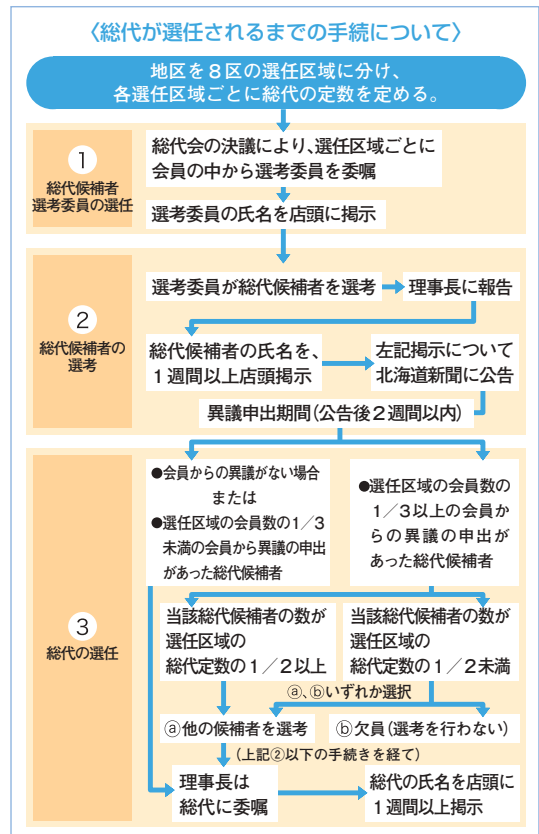 〈総代が選任されるまでの手続について〉
地区を8区の選任区域に分け、
各選任区域ごとに総代の定数を定める。
①
総代候補者
選考委員の選任
総代会の決議により、選任区域ごとに
会員の中から選考委員を委嘱
選考委員の氏名を店頭に掲示
②
総代候補者の
選考
選考委員が総代候補者を選考
理事長に報告
総代候補者の氏名を、
1週間以上店頭掲示
左記掲示について
北海道新聞に公告
異議申出期間(公告後2週間以内)
③
総代の選任
●会員からの異議がない場合
または
●選任区域の会員数の1/3
未満の会員から異議の申出
があった総代候補者
●選任区域の会員数の
1/3以上の会員か
らの異議の申出が
あった総代候補者
当該総代候補者の数が
選任区域の
総代定数の1/2以上
当該総代候補者の数が
選任区域の
総代定数の1/2未満
ⓐ、ⓑいずれか選択
ⓐ他の候補者を選考
ⓑ欠員(選考を行わない)
(上記②以下の手続きを経て)
理事長は
総代に委嘱
総代の氏名を店頭に
1週間以上掲示